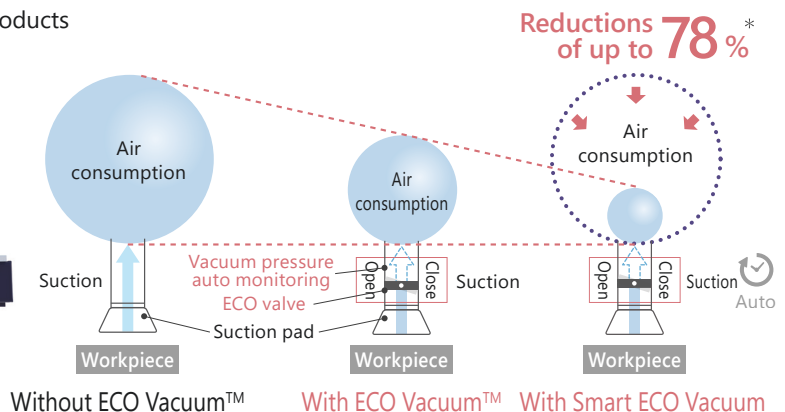 oducts
Reductions
of up to 78 %*
Air
consumption
Air
consumption
Air
consumption
Suction
Vacuum pressure
auto monitoring
ECO valve
Suction pad
Open
Close
Suction
Open
Close
Suction
Auto
Workpiece
Workpiece
Workpiece
Without ECO Vacuum™
With ECO Vacuum™
With Smart ECO Vacuum